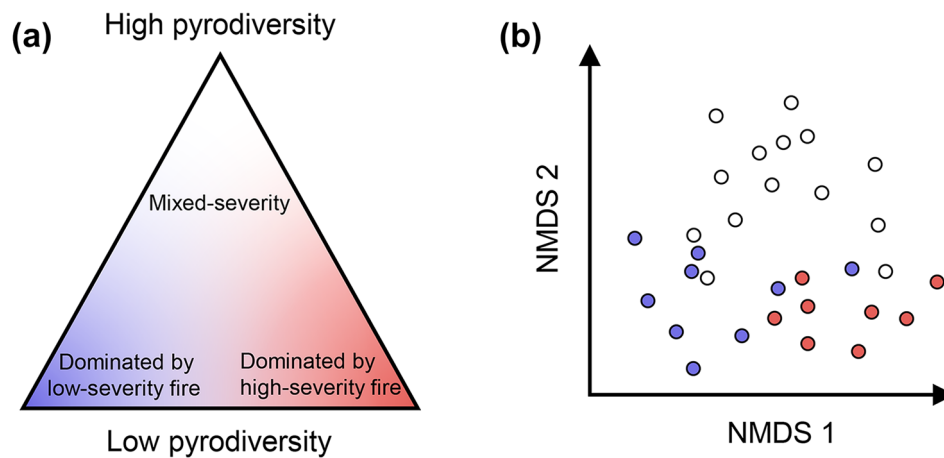 (a)
High pyrodiversity
Mixed-severity
Dominated by
low-severity fire
Dominated by
high-severity fire
Low pyrodiversity
(b)
NMDS 2
NMDS 1